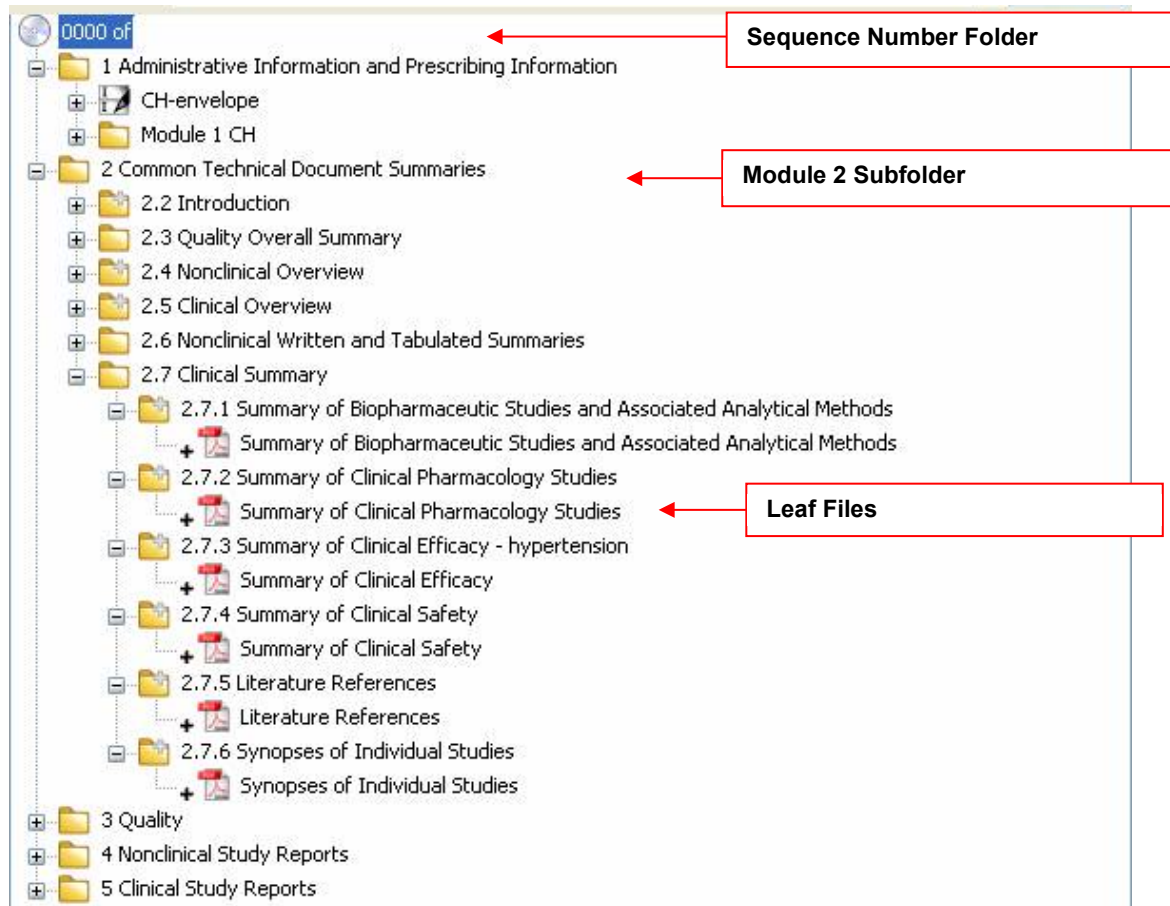 0000 of
Sequence Number Folder
1 Administrative Information and Prescribing Information
CH-envelope
Module 1 CH
2 Common Technical Document Summaries
Module 2 Subfolder
2.2 Introduction
2.3 Quality Overall Summary
2.4 Nonclinical Overview
2.5 Clinical Overview
2.6 Nonclinical Written and Tabulated Summaries
2.7 Clinical Summary
2.7.1 Summary of Biopharmaceutic Studies and Associated Analytical Methods
Summary of Biopharmaceutic Studies and Associated Analytical Methods
2.7.2 Summary of Clinical Pharmacology Studies
Summary of Clinical Pharmacology Studies
Leaf Files
2.7.3 Summary of Clinical Efficacy - hypertension
Summary of Clinical Efficacy
2.7.4 Summary of Clinical Safety
Summary of Clinical Safety
2.7.5 Literature References
Literature References
2.7.6 Synopses of Individual Studies
Synopses of Individual Studies
3 Quality
4 Nonclinical Study Reports
5 Clinical Study Reports